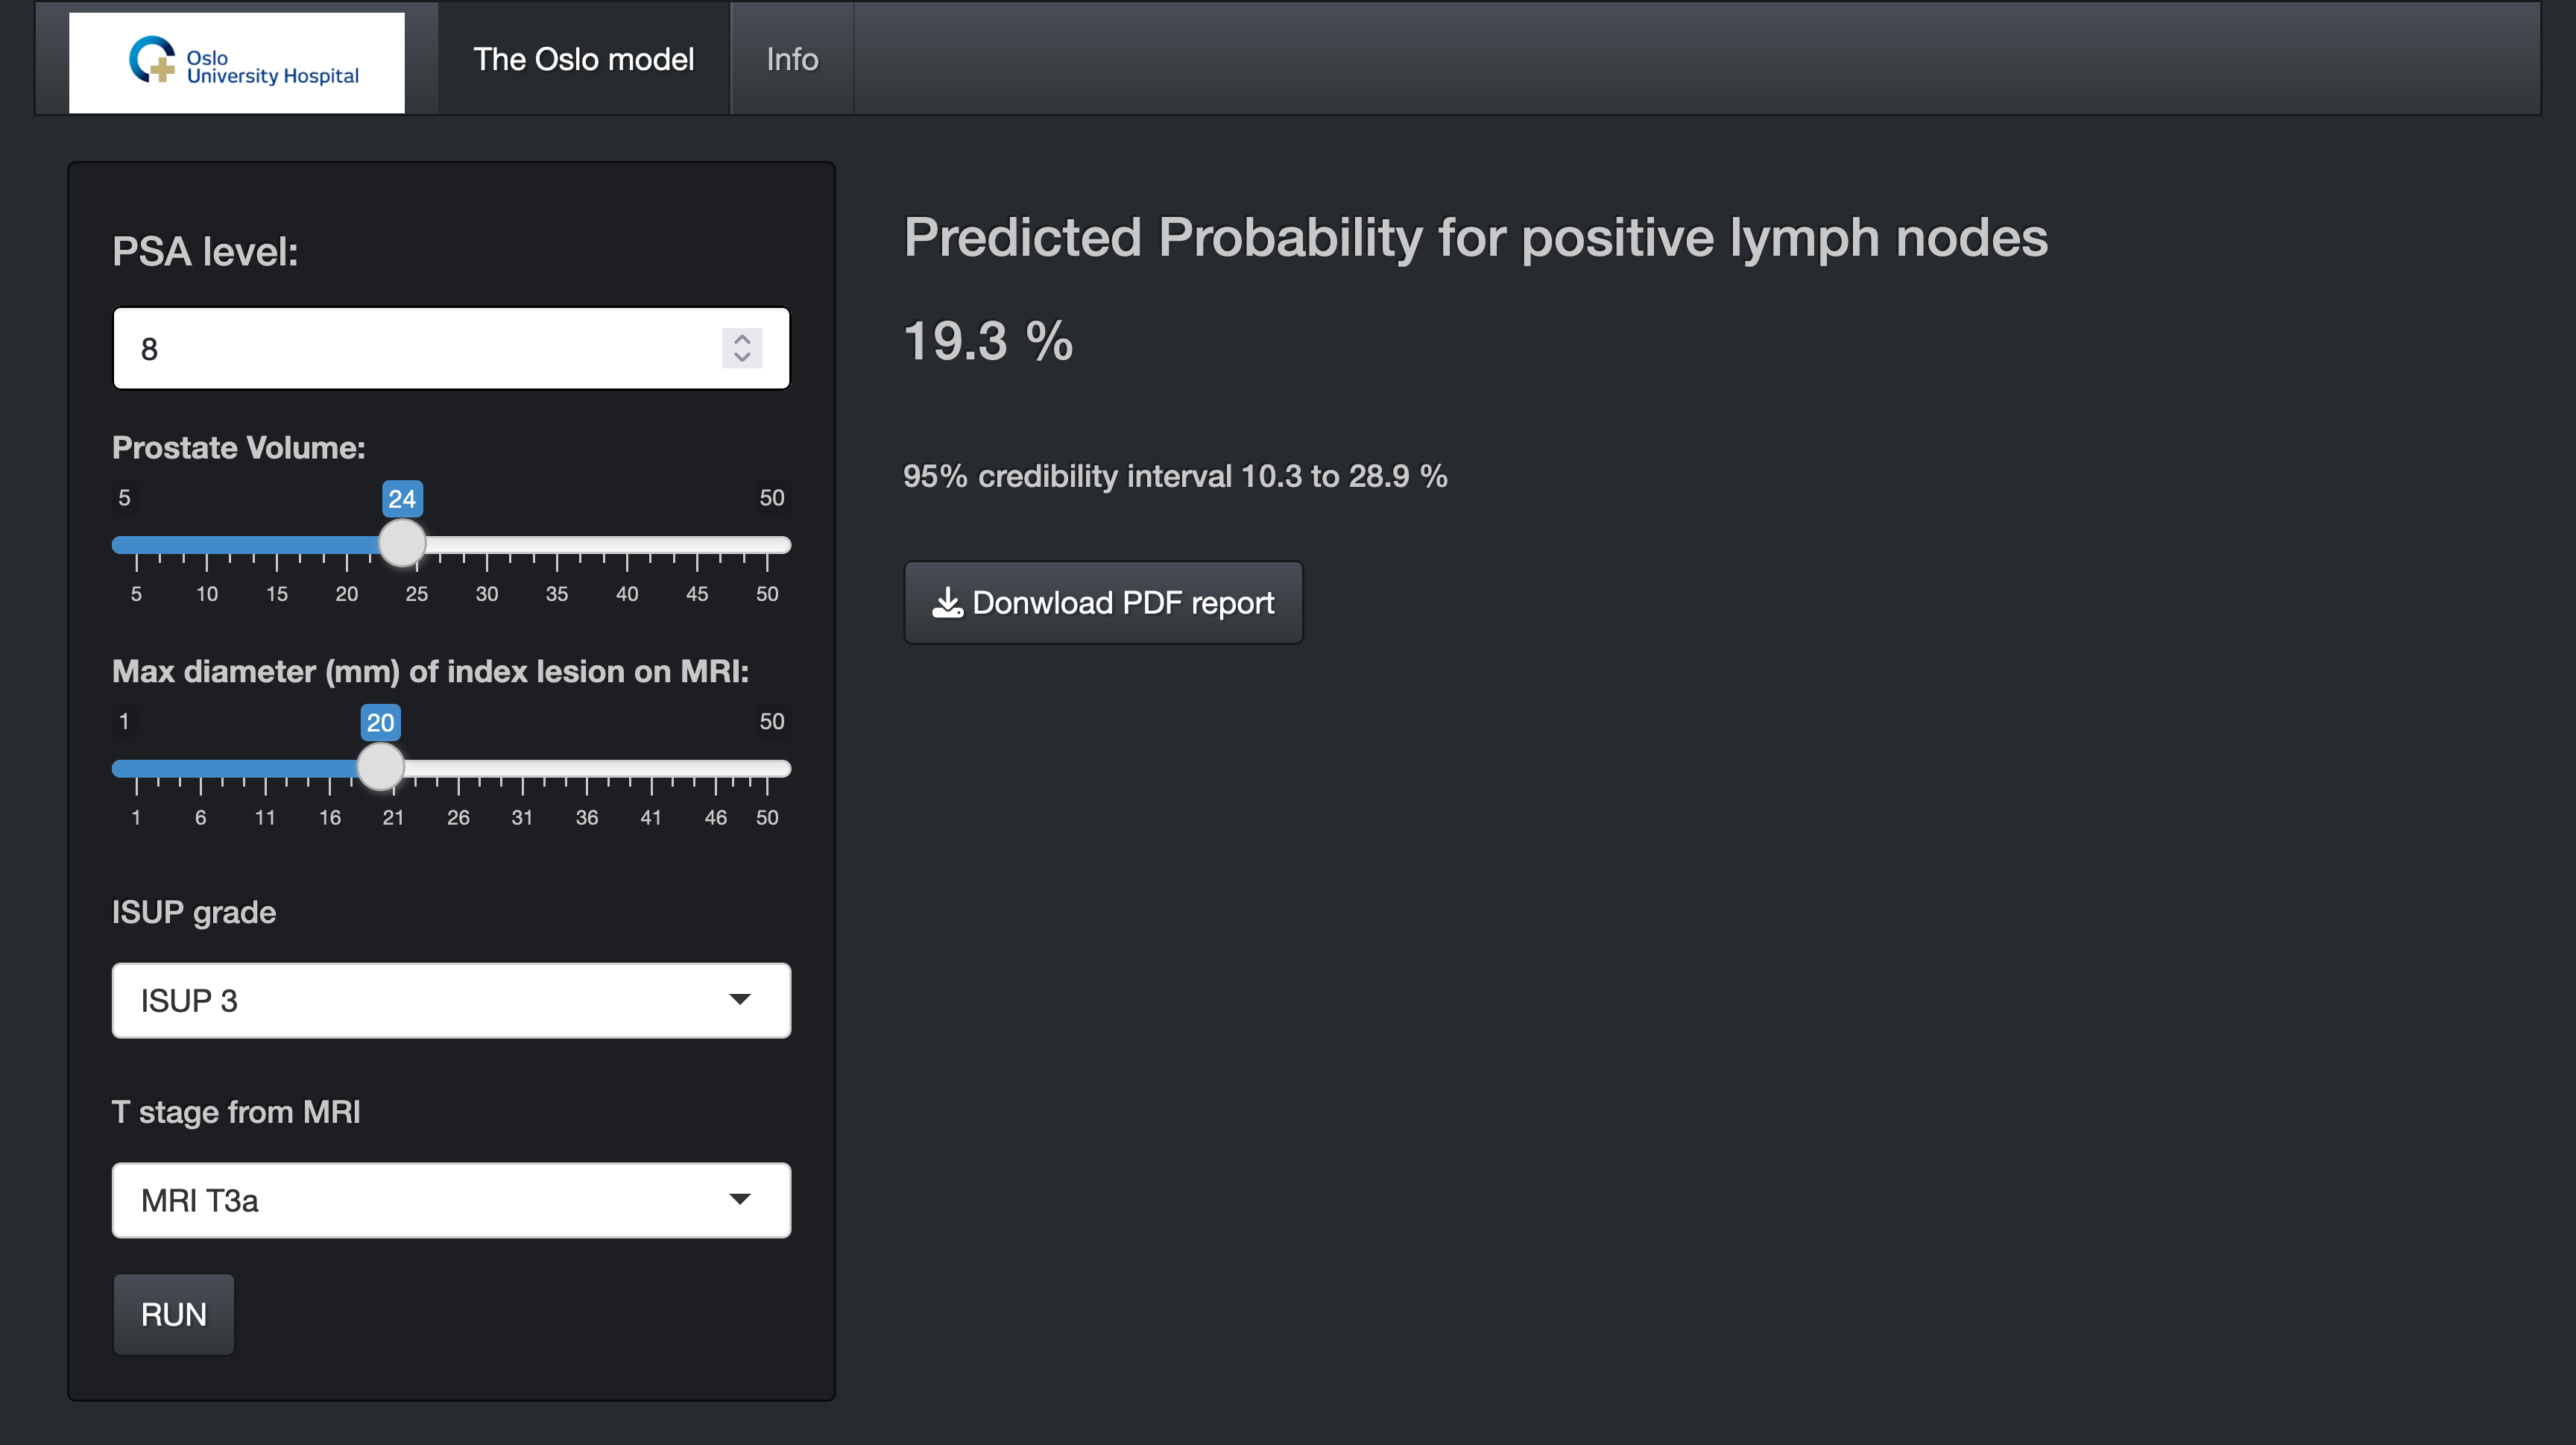 Oslo
University Hospital
The Oslo model
Info
PSA level:
8
Prostate Volume:
5 24 50
5 10 15 20 25 30 35 40 45 50
Max diameter (mm) of index lesion on MRI:
1 20 50
1 6 11 16 21 26 31 36 41 46 50
ISUP grade
ISUP 3
T stage from MRI
MRI T3a
RUN
Predicted Probability for positive lymph nodes
19.3 %
95% credibility interval 10.3 to 28.9 %
Donwload PDF report